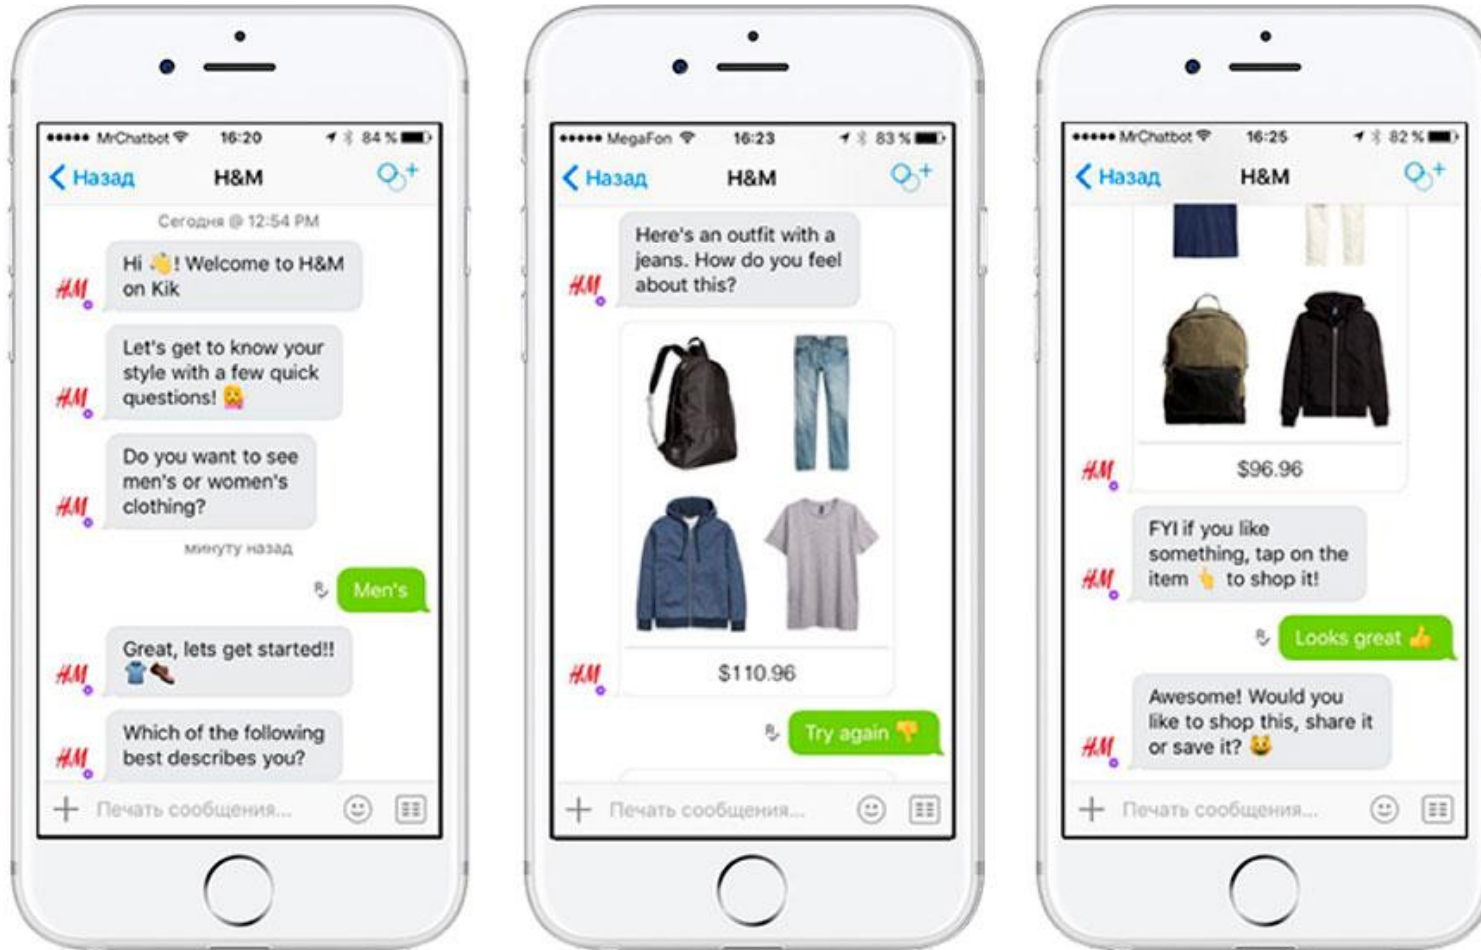 MrChatbot 16:20 84 %
Назад H&M
Сегодня @ 12:54 PM
Hi 👋! Welcome to H&M
on Kik
H&M
Let's get to know your
style with a few quick
questions!
H&M
Do you want to see
men's or women's
clothing?
H&M
минуту назад
R Men's
Great, lets get started!!
H&M
Which of the following
best describes you?
H&M
Печать сообщения...
MegaFon 16:23 83 %
Назад H&M
Here's an outfit with a
jeans. How do you feel
about this?
H&M
$110.96
H&M
R Try again 👎
Печать сообщения...
MrChatbot 16:25 82 %
Назад H&M
$96.96
H&M
FYI if you like
something, tap on the
item 👆 to shop it!
H&M
R Looks great 👍
Awesome! Would you
like to shop this, share it
or save it? 😺
H&M
Печать сообщения...